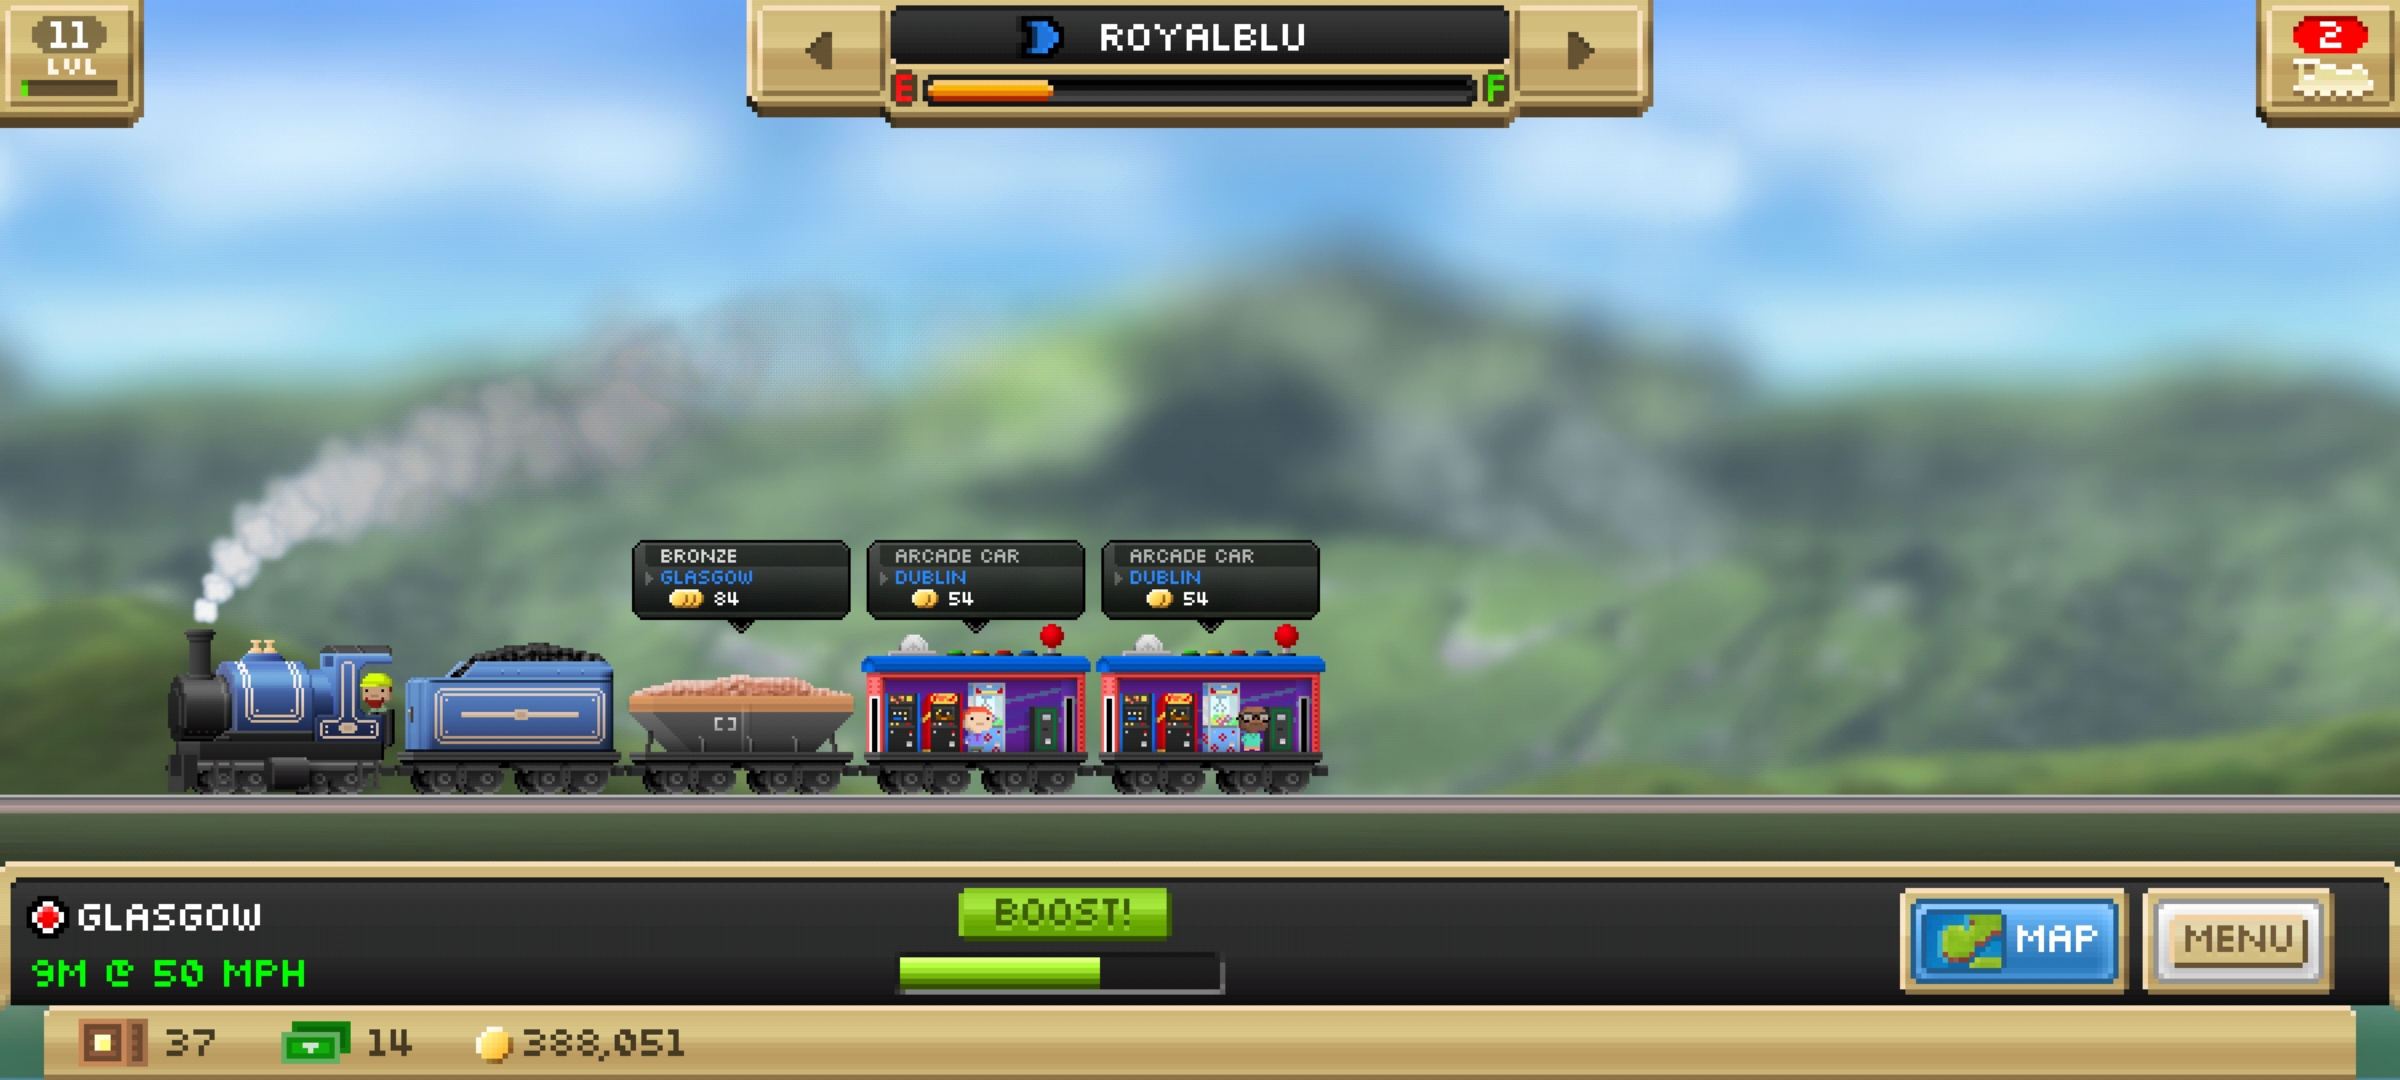 11
LVL
ROYALBLU
E F
2
BRONZE
GLASGOW
84
ARCADE CAR
DUBLIN
54
ARCADE CAR
DUBLIN
54
GLASGOW
9M @ 50 MPH
BOOST!
MAP
MENU
37
14
388,051